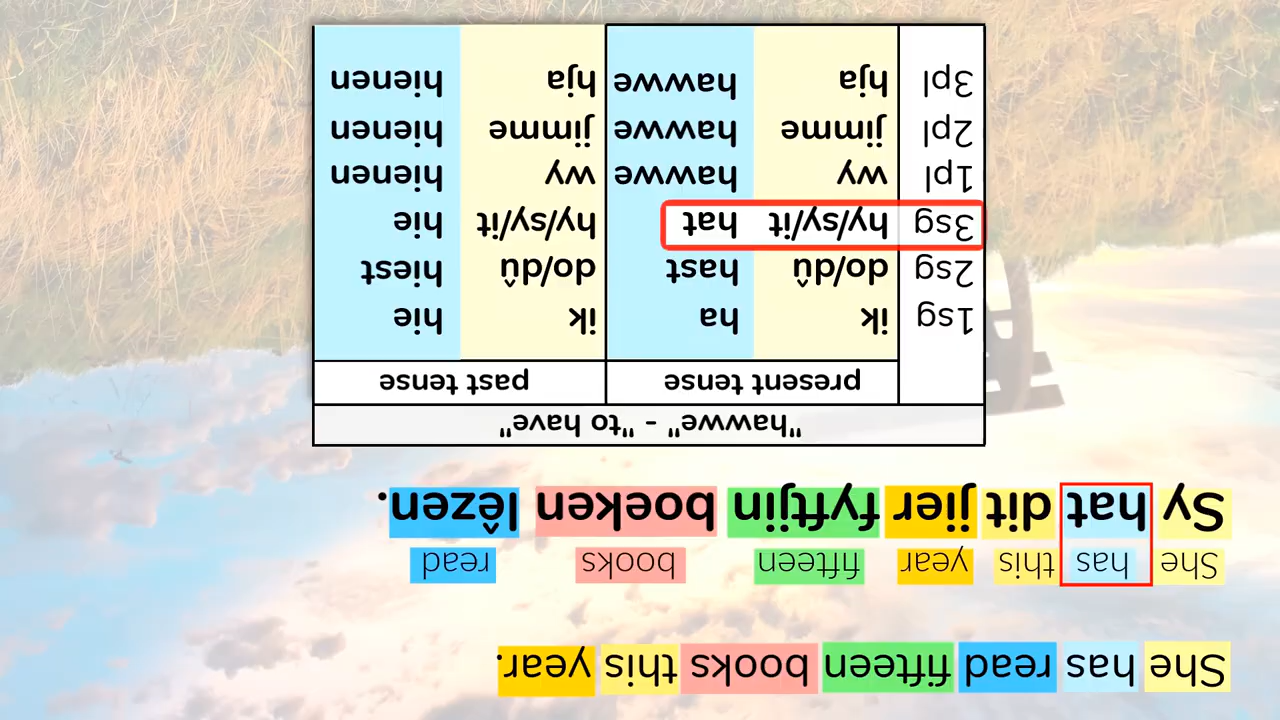 She has read fifteen books this year.
She has this year fifteen books read
Sy hat dit jier fyftjin boeken lêzen.
"hawwe" - "to have"
present tense past tense
1sg ik ha ik hie
2sg do/dû hast do/dû hiest
3sg hy/sy/it hat hy/sy/it hie
1pl wy hawwe wy hienen
2pl jimme hawwe jimme hienen
3pl hja hawwe hja hienen